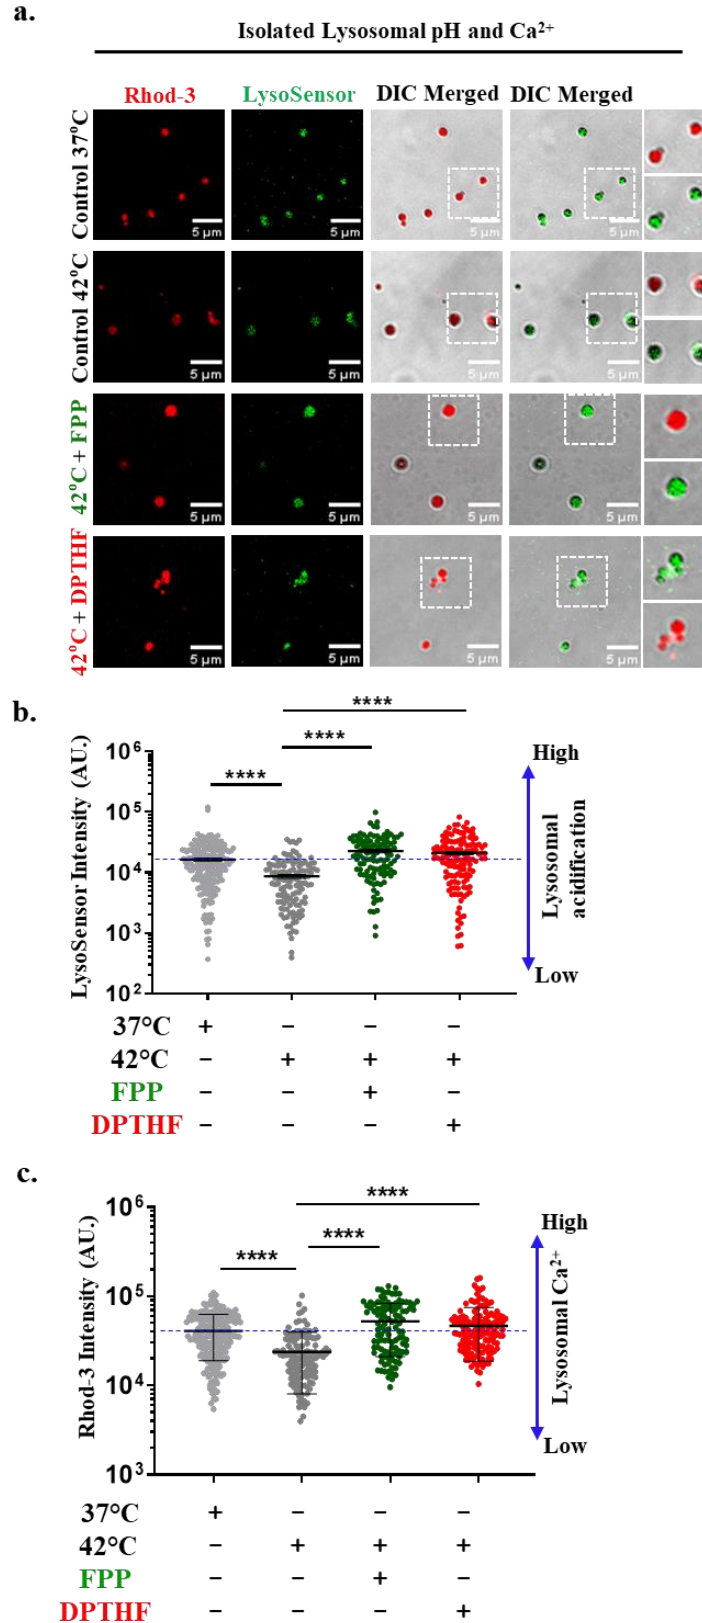 a.
Isolated Lysosomal pH and Ca²⁺
Rhod-3 LysoSensor DIC Merged DIC Merged
Control 37⁰C
5 µm 5 µm 5 µm 5 µm
Control 42⁰C
5 µm 5 µm 5 µm 5 µm
42⁰C + FPP
5 µm 5 µm 5 µm 5 µm
42⁰C + DPTHF
5 µm 5 µm 5 µm 5 µm
b.
LysoSensor Intensity (AU.)
10⁶
10⁵
10⁴
10³
10²
****
****
****
High
Lysosomal
acidification
Low
37°C + – – –
42°C – + + +
FPP – – + –
DPTHF – – – +
c.
Rhod-3 Intensity (AU.)
10⁶
10⁵
10⁴
10³
****
****
****
High
Lysosomal Ca²⁺
Low
37°C + – – –
42°C – + + +
FPP – – + –
DPTHF – – – +